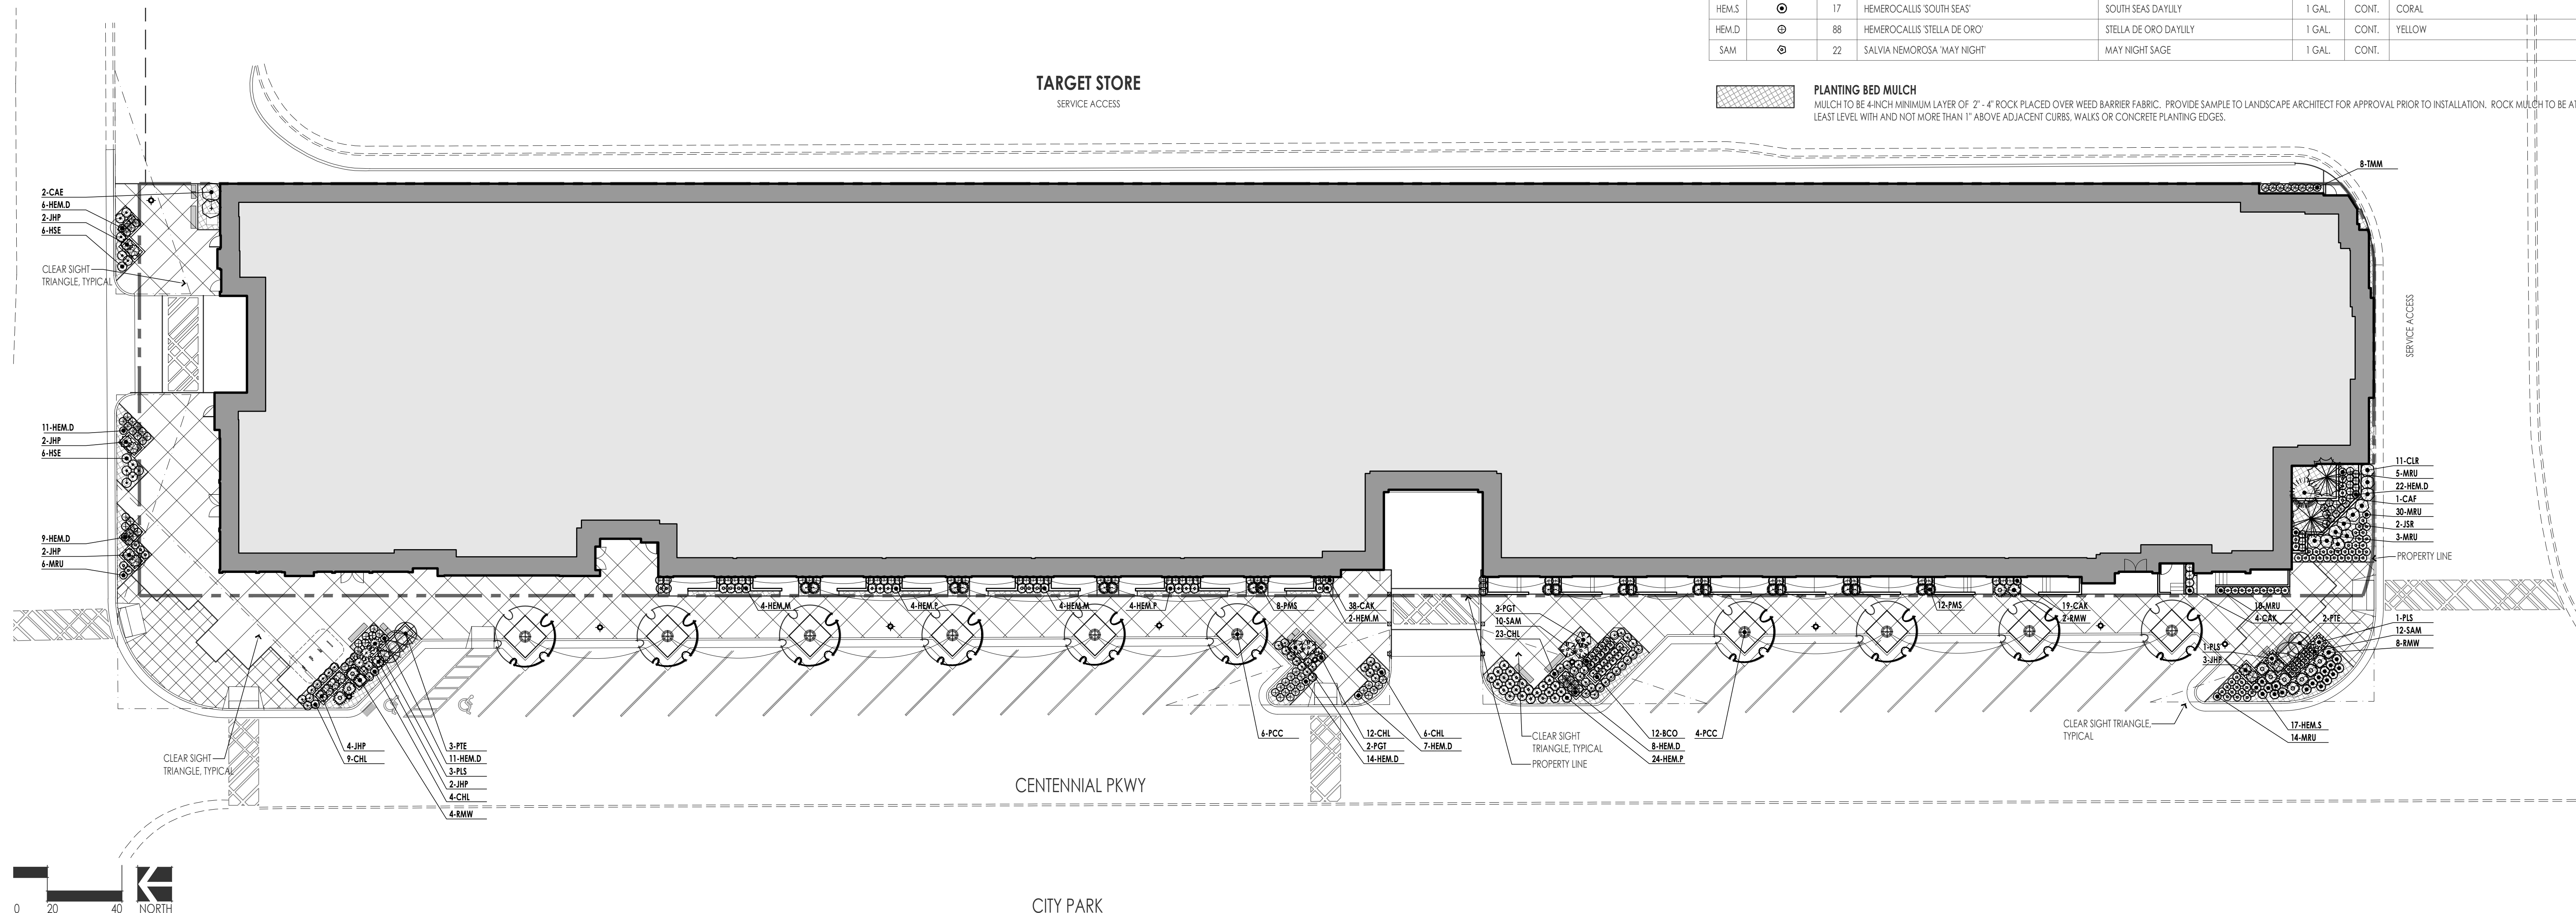 HEM.S 17 HEMEROCALLIS 'SOUTH SEAS' SOUTH SEAS DAYLILY 1 GAL. CONT. CORAL
HEM.D 88 HEMEROCALLIS 'STELLA DE ORO' STELLA DE ORO DAYLILY 1 GAL. CONT. YELLOW
SAM 22 SALVIA NEMOROSA 'MAY NIGHT' MAY NIGHT SAGE 1 GAL. CONT.
PLANTING BED MULCH
MULCH TO BE 4-INCH MINIMUM LAYER OF 2" - 4" ROCK PLACED OVER WEED BARRIER FABRIC. PROVIDE SAMPLE TO LANDSCAPE ARCHITECT FOR APPROVAL PRIOR TO INSTALLATION. ROCK MULCH TO BE AT
LEAST LEVEL WITH AND NOT MORE THAN 1" ABOVE ADJACENT CURBS, WALKS OR CONCRETE PLANTING EDGES.
TARGET STORE
SERVICE ACCESS
8-TMM
2-CAE
6-HEM.D
2-JHP
6-HSE
CLEAR SIGHT
TRIANGLE, TYPICAL
11-HEM.D
2-JHP
6-HSE
9-HEM.D
2-JHP
6-MRU
SERVICE ACCESS
11-CLR
5-MRU
22-HEM.D
1-CAF
30-MRU
2-JSR
3-MRU
PROPERTY LINE
4-HEM.M
4-HEM.P
4-HEM.M
4-HEM.P
8-PMS
38-CAK
2-HEM.M
3-PGT
10-SAM
23-CHL
12-PMS
19-CAK
2-RMW
18-MRU
4-CAK
2-PTE
1-PLS
12-SAM
8-RMW
1-PLS
3-JHP
CLEAR SIGHT
TRIANGLE, TYPICAL
4-JHP
9-CHL
3-PTE
11-HEM.D
3-PLS
2-JHP
4-CHL
4-RMW
6-PCC
12-CHL
2-PGT
14-HEM.D
6-CHL
7-HEM.D
CLEAR SIGHT
TRIANGLE, TYPICAL
PROPERTY LINE
12-BCO
8-HEM.D
24-HEM.P
4-PCC
CLEAR SIGHT TRIANGLE,
TYPICAL
17-HEM.S
14-MRU
CENTENNIAL PKWY
0 20 40 NORTH
CITY PARK